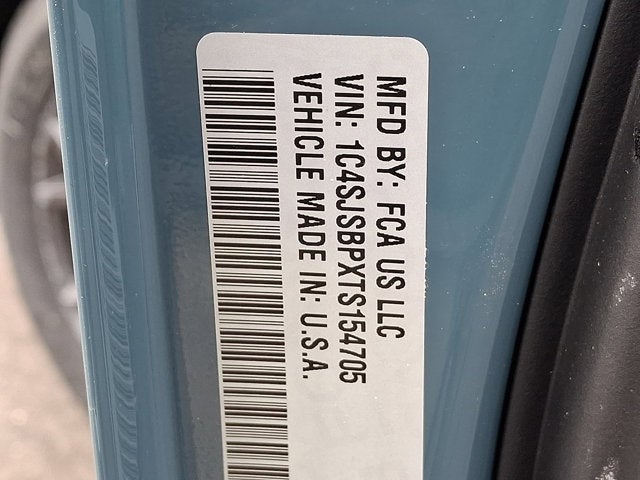 MFD BY: FCA US LLC
VIN: 1C4SJSBPXTS154705
VEHICLE MADE IN: U.S.A.